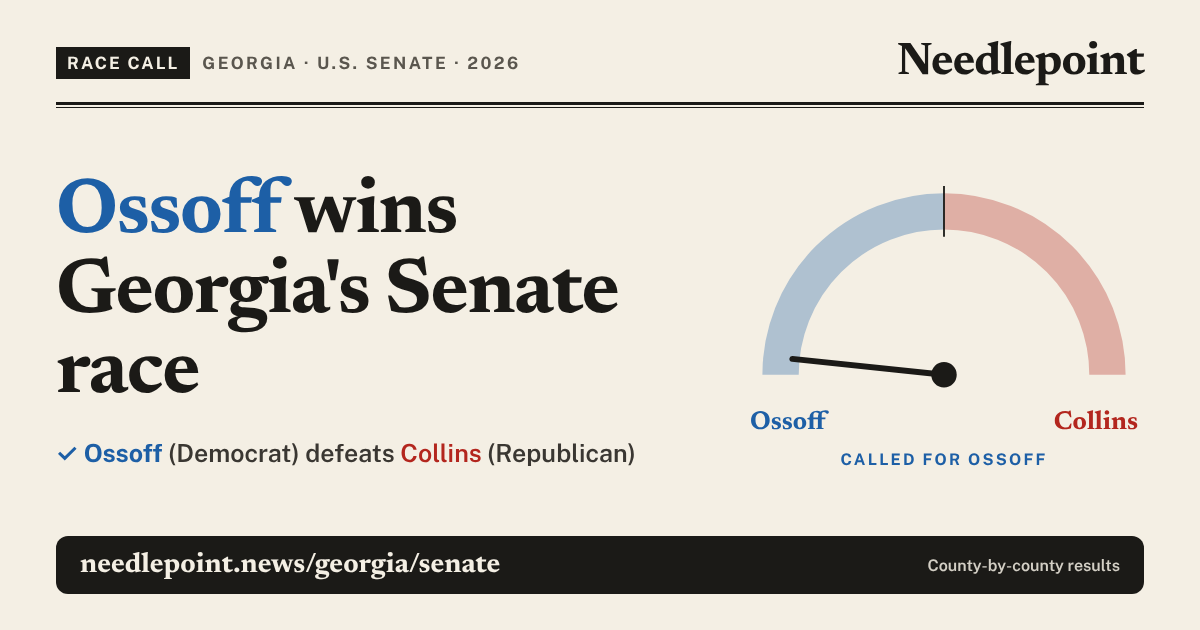 RACE CALL GEORGIA · U.S. SENATE · 2026
Needlepoint
Ossoff wins
Georgia's Senate
race
✓ Ossoff (Democrat) defeats Collins (Republican)
Ossoff
Collins
CALLED FOR OSSOFF
needlepoint.news/georgia/senate
County-by-county results